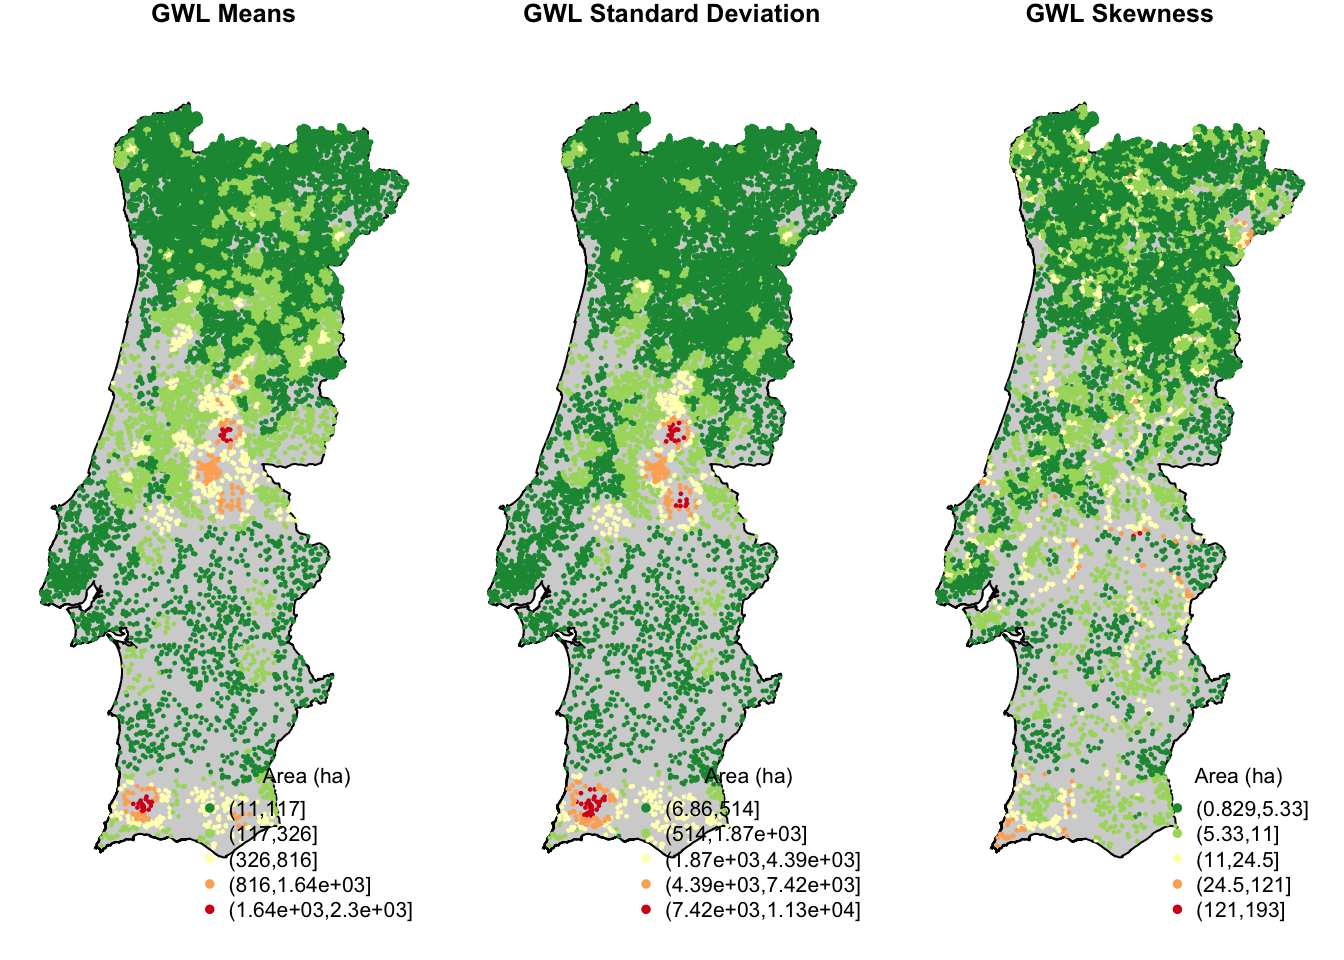 GWL Means
GWL Standard Deviation
GWL Skewness
Area (ha)
(11,117]
(117,326]
(326,816]
(816,1.64e+03]
(1.64e+03,2.3e+03]
Area (ha)
(6.86,514]
(514,1.87e+03]
(1.87e+03,4.39e+03]
(4.39e+03,7.42e+03]
(7.42e+03,1.13e+04]
Area (ha)
(0.829,5.33]
(5.33,11]
(11,24.5]
(24.5,121]
(121,193]